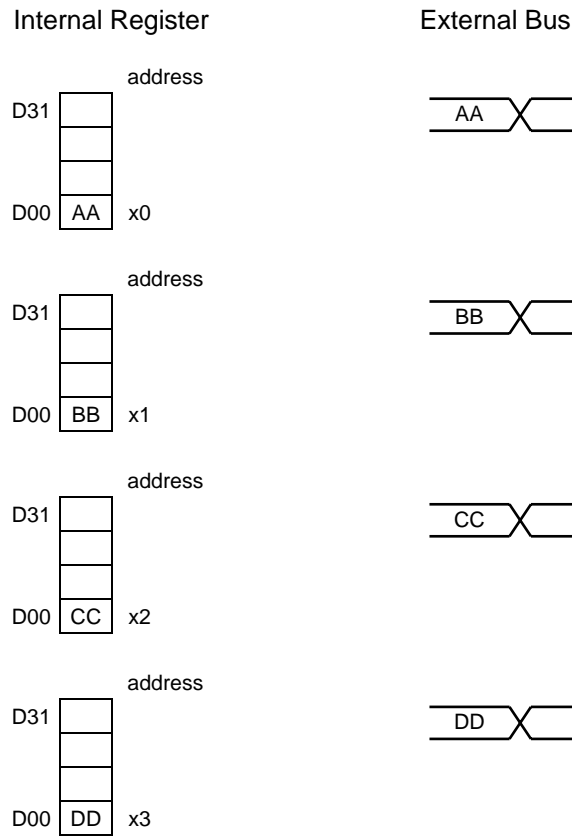 Internal Register External Bus
address
D31 AA
D00 AA x0
address
D31 BB
D00 BB x1
address
D31 CC
D00 CC x2
address
D31 DD
D00 DD x3